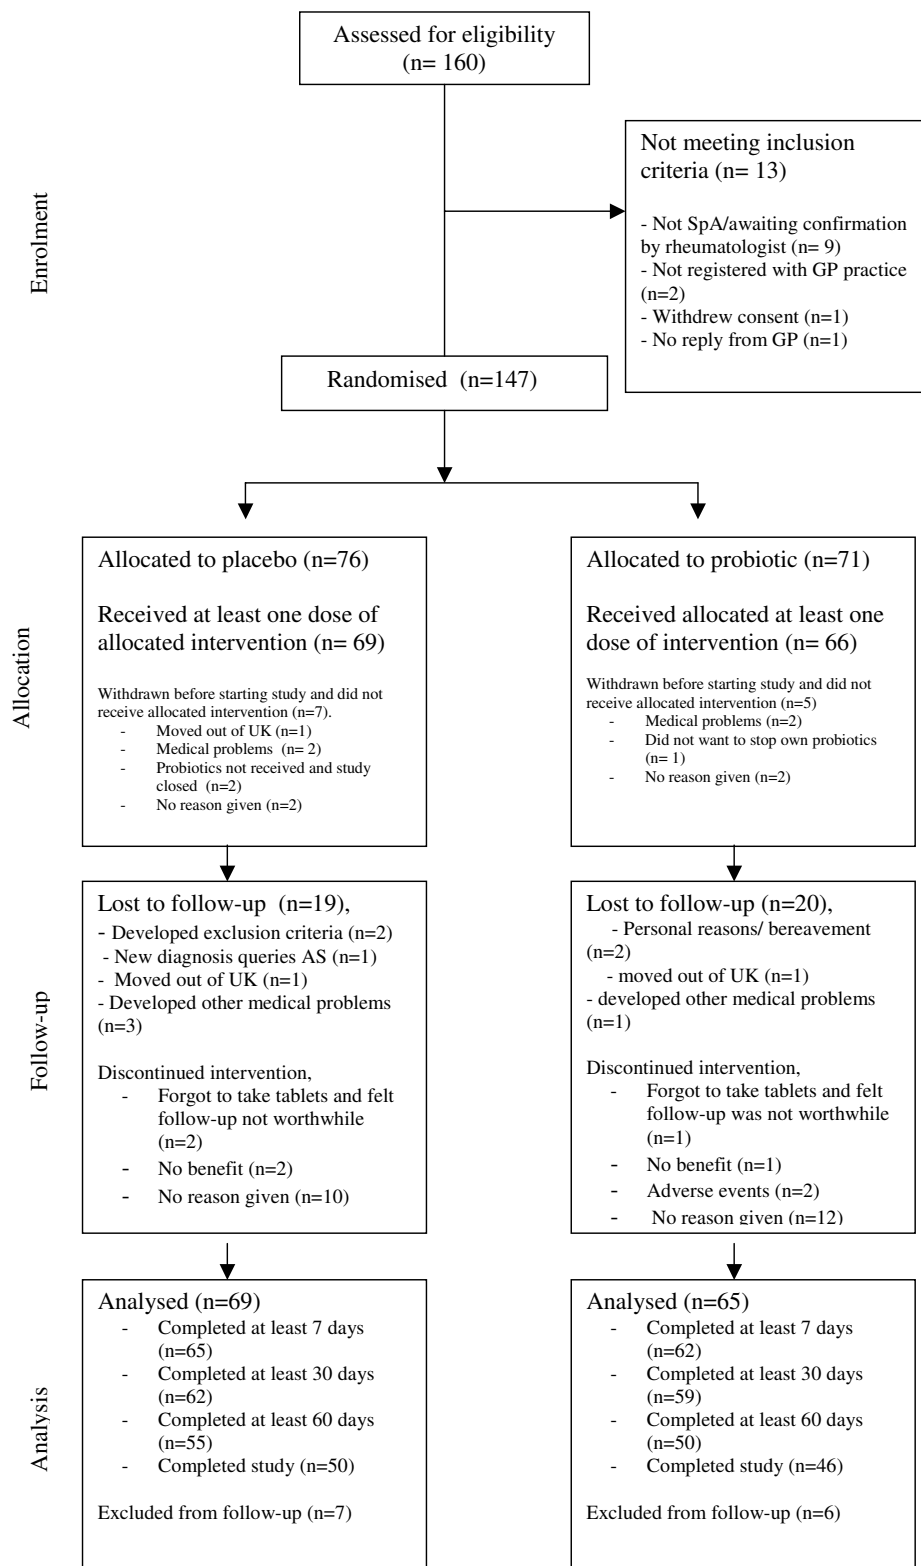 Assessed for eligibility
(n= 160)
Enrolment
Not meeting inclusion
criteria (n= 13)
- Not SpA/awaiting confirmation
by rheumatologist (n= 9)
- Not registered with GP practice
(n=2)
- Withdrew consent (n=1)
- No reply from GP (n=1)
Randomised (n=147)
Allocation
Allocated to placebo (n=76)
Received at least one dose of
allocated intervention (n= 69)
Withdrawn before starting study and did not
receive allocated intervention (n=7).
- Moved out of UK (n=1)
- Medical problems (n= 2)
- Probiotics not received and study
closed (n=2)
- No reason given (n=2)
Allocated to probiotic (n=71)
Received allocated at least one
dose of intervention (n= 66)
Withdrawn before starting study and did not
receive allocated intervention (n=5)
- Medical problems (n=2)
- Did not want to stop own probiotics
(n= 1)
- No reason given (n=2)
Follow-up
Lost to follow-up (n=19),
- Developed exclusion criteria (n=2)
- New diagnosis queries AS (n=1)
- Moved out of UK (n=1)
- Developed other medical problems
(n=3)
Discontinued intervention,
- Forgot to take tablets and felt
follow-up not worthwhile
(n=2)
- No benefit (n=2)
- No reason given (n=10)
Lost to follow-up (n=20),
- Personal reasons/ bereavement
(n=2)
- moved out of UK (n=1)
- developed other medical problems
(n=1)
Discontinued intervention,
- Forgot to take tablets and felt
follow-up was not worthwhile
(n=1)
- No benefit (n=1)
- Adverse events (n=2)
- No reason given (n=12)
Analysis
Analysed (n=69)
- Completed at least 7 days
(n=65)
- Completed at least 30 days
(n=62)
- Completed at least 60 days
(n=55)
- Completed study (n=50)
Excluded from follow-up (n=7)
Analysed (n=65)
- Completed at least 7 days
(n=62)
- Completed at least 30 days
(n=59)
- Completed at least 60 days
(n=50)
- Completed study (n=46)
Excluded from follow-up (n=6)